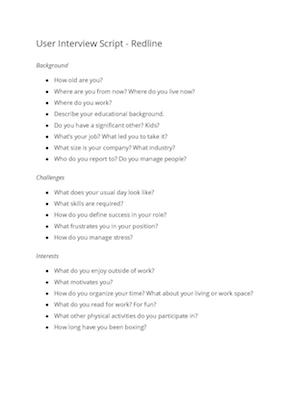 User Interview Script - Redline
Background
• How old are you?
• Where are you from now? Where do you live now?
• Where do you work?
• Describe your educational background.
• Do you have a significant other? Kids?
• What's your job? What led you to take it?
• What size is your company? What industry?
• Who do you report to? Do you manage people?
Challenges
• What does your usual day look like?
• What skills are required?
• How do you define success in your role?
• What frustrates you in your position?
• How do you manage stress?
Interests
• What do you enjoy outside of work?
• What motivates you?
• How do you organize your time? What about your living or work space?
• What do you read for work? For fun?
• What other physical activities do you participate in?
• How long have you been boxing?